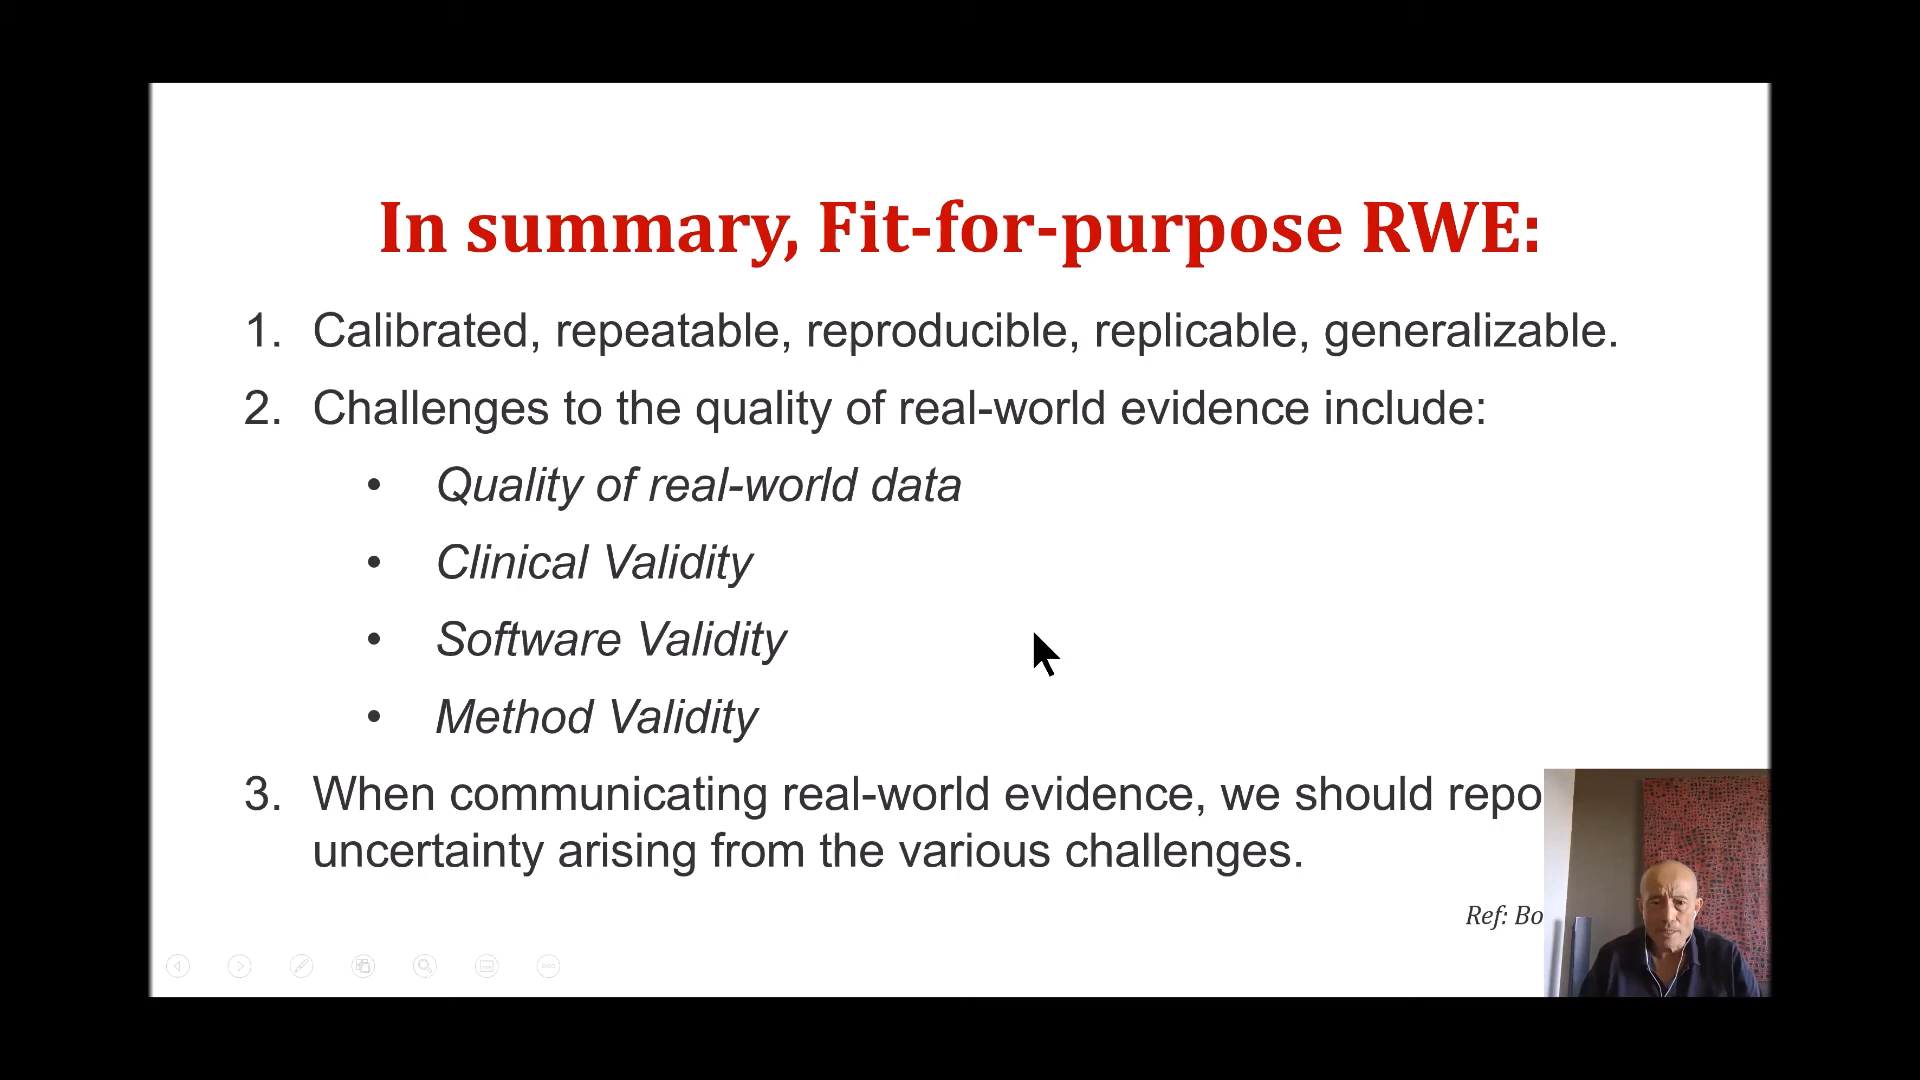 In summary, Fit-for-purpose RWE:
1. Calibrated, repeatable, reproducible, replicable, generalizable.
2. Challenges to the quality of real-world evidence include:
• Quality of real-world data
• Clinical Validity
• Software Validity
• Method Validity
3. When communicating real-world evidence, we should
uncertainty arising from the various challenges.
Ref: